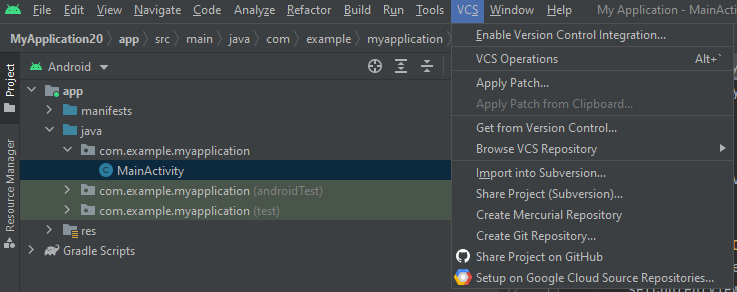 File Edit View Navigate Code Analyze Refactor Build Run Tools VCS Window Help My Application - MainAc
MyApplication20 app src main java com example myapplication
Project
Resource Manager
Android
app
manifests
java
com.example.myapplication
MainActivity
com.example.myapplication (androidTest)
com.example.myapplication (test)
res
Gradle Scripts
Enable Version Control Integration...
VCS Operations Alt+`
Apply Patch...
Apply Patch from Clipboard...
Get from Version Control...
Browse VCS Repository
Import into Subversion...
Share Project (Subversion)...
Create Mercurial Repository
Create Git Repository...
Share Project on GitHub
Setup on Google Cloud Source Repositories...